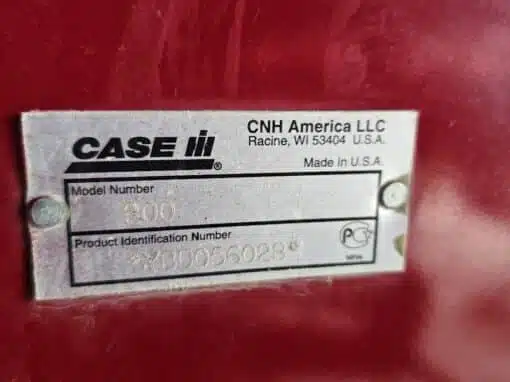 CNH America LLC
Racine, WI 53404 U.S.A.
CASE IH
Made in U.S.A.
Model Number
Product Identification Number